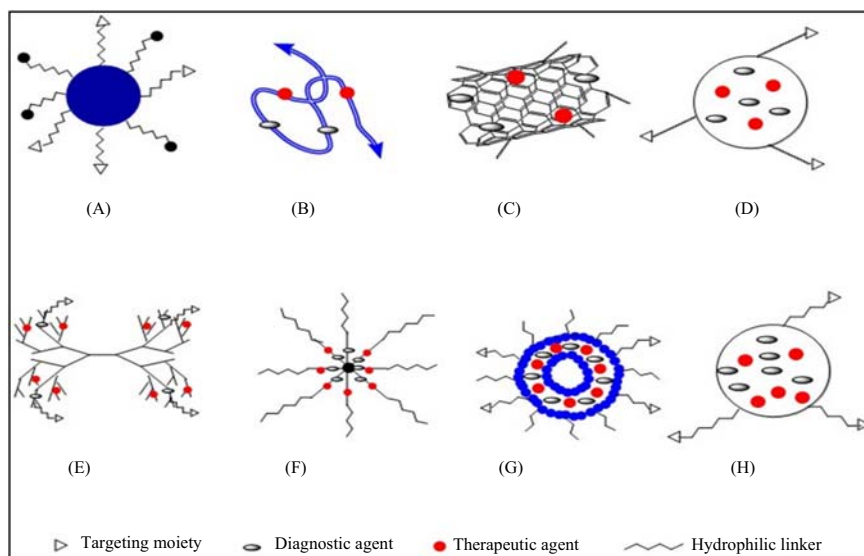 (A) (B) (C) (D)
(E) (F) (G) (H)
Targeting moiety Diagnostic agent Therapeutic agent Hydrophilic linker